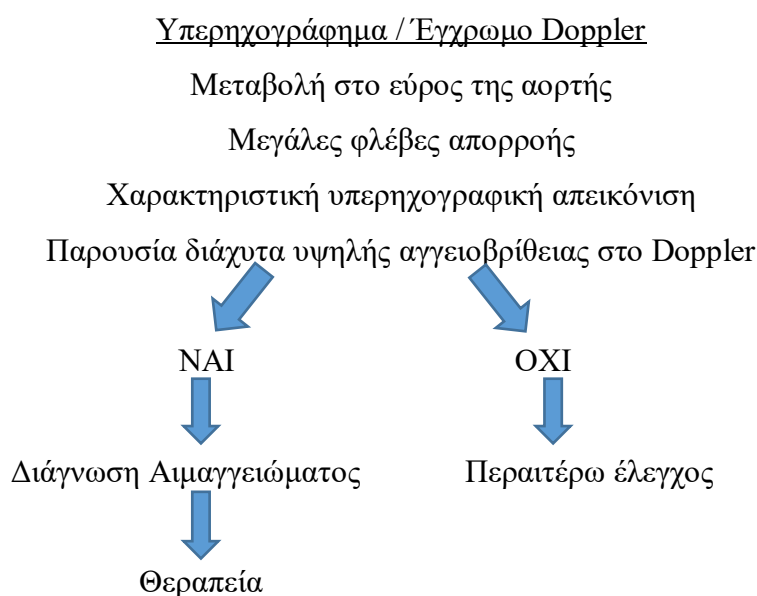 Υπερηχογράφημα / Έγχρωμο Doppler
Μεταβολή στο εύρος της αορτής
Μεγάλες φλέβες απορροής
Χαρακτηριστική υπερηχογραφική απεικόνιση
Παρουσία διάχυτα υψηλής αγγειοβρίθειας στο Doppler
ΝΑΙ ΟΧΙ
Διάγνωση Αιμαγγειώματος Περαιτέρω έλεγχος
Θεραπεία